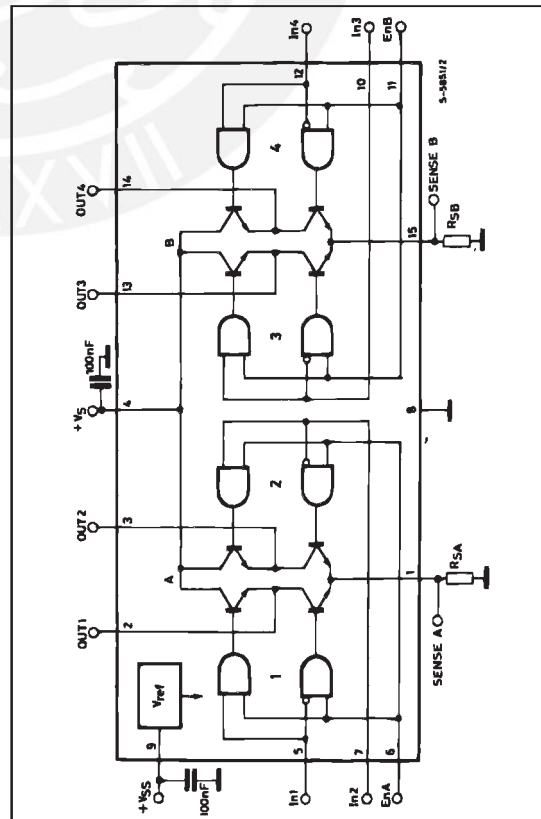 OUT1
OUT2
+Vs
100nF
OUT3
OUT4
2
3
4
13
14
+Vss
9
Vref
100nF
A
B
1
2
3
4
In1
5
In2
7
EnA
6
12
In4
10
In3
11
EnB
1
8
15
SENSE A
RSA
SENSE B
RSB
S-5851/2
XVII